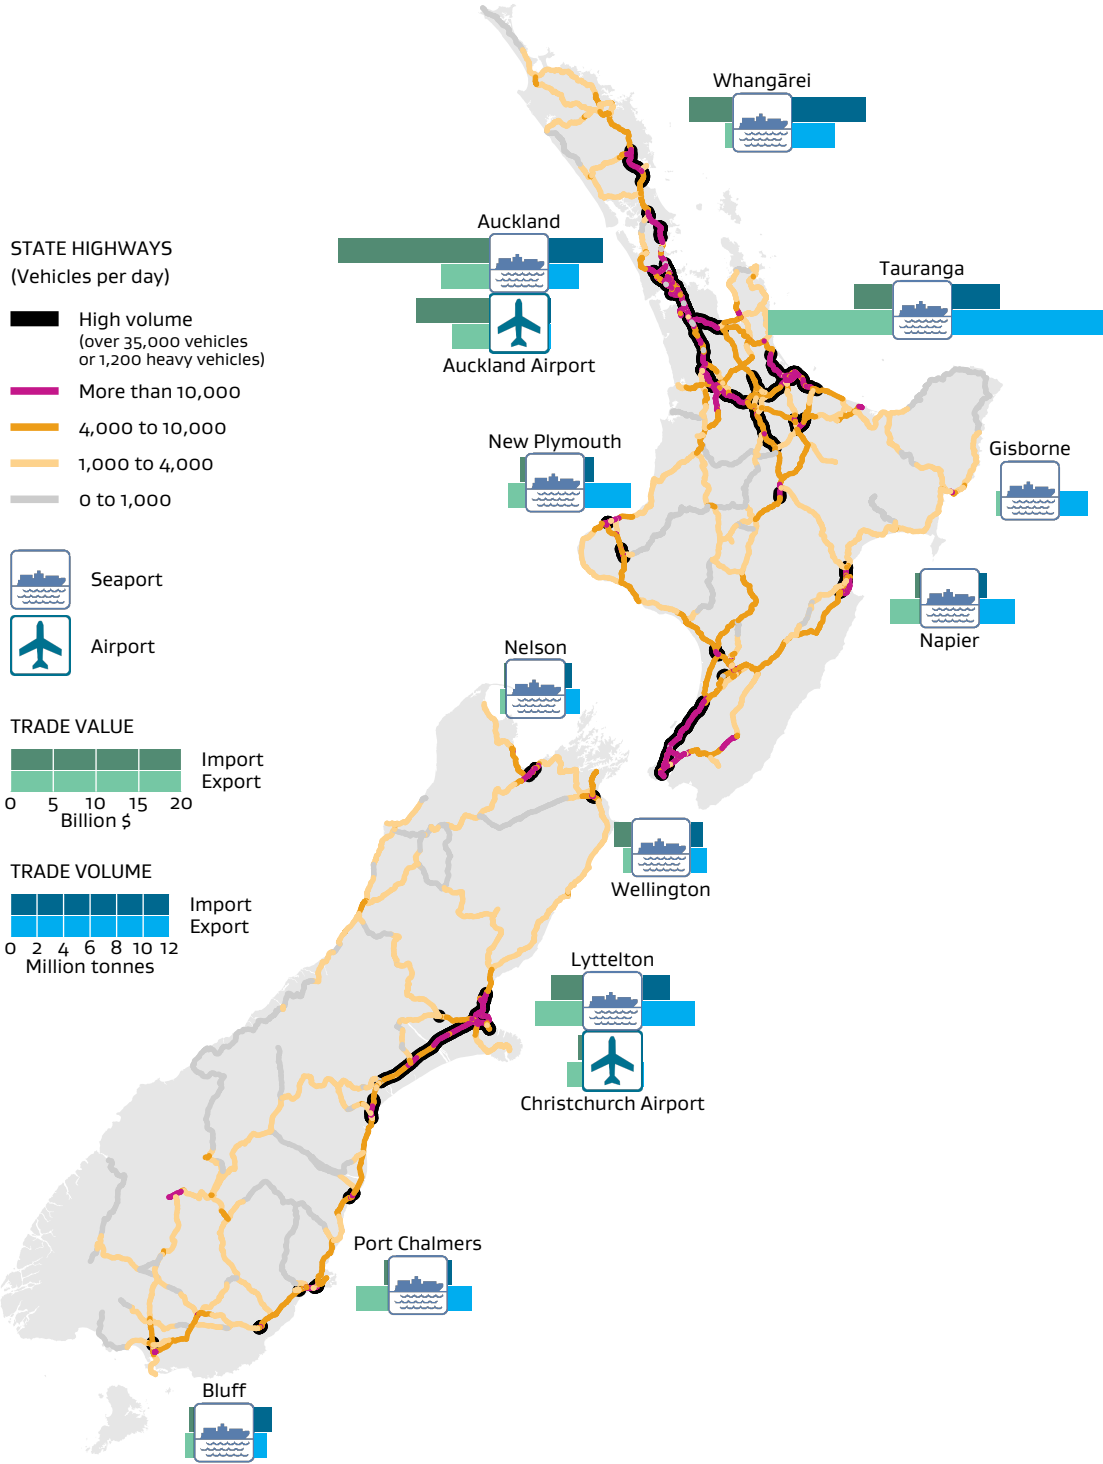 Whangārei
Auckland
STATE HIGHWAYS
(Vehicles per day)
Tauranga
High volume
(over 35,000 vehicles
or 1,200 heavy vehicles)
Auckland Airport
More than 10,000
4,000 to 10,000
New Plymouth
Gisborne
1,000 to 4,000
0 to 1,000
Seaport
Airport
Napier
Nelson
TRADE VALUE
Import
Export
0 5 10 15 20
Billion $
TRADE VOLUME
Import
Export
0 2 4 6 8 10 12
Million tonnes
Wellington
Lyttelton
Christchurch Airport
Port Chalmers
Bluff